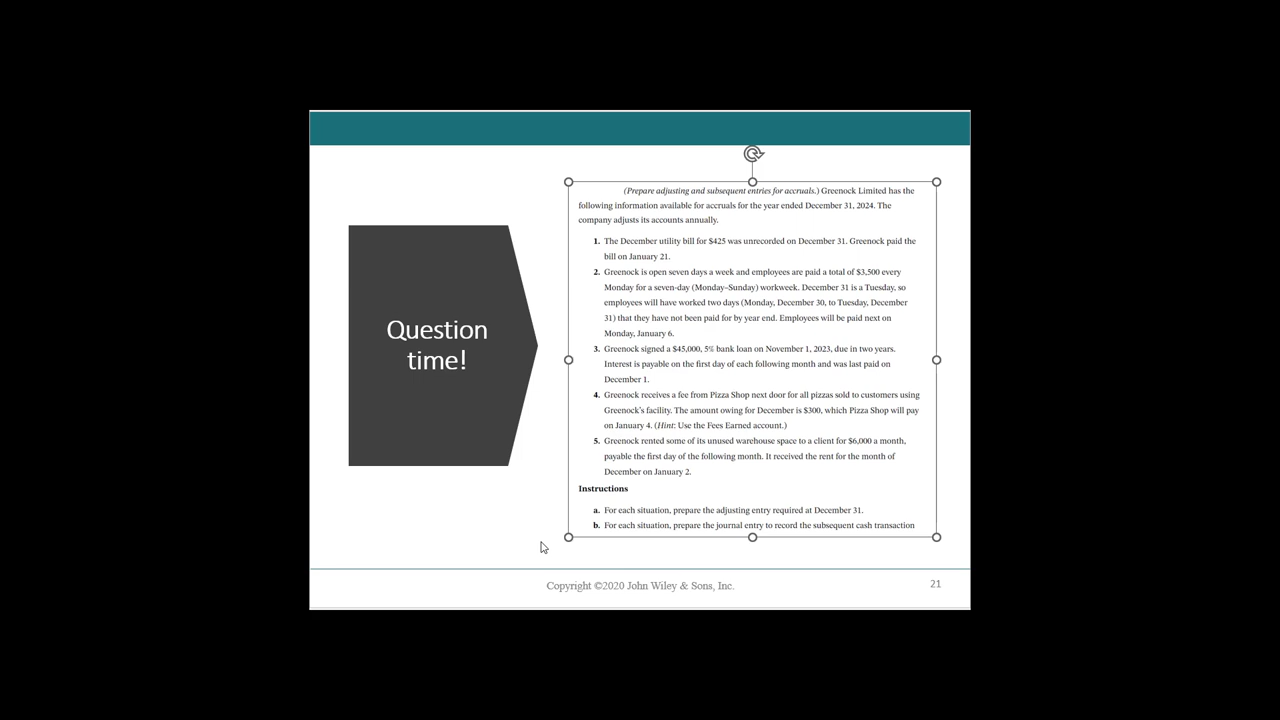 Question
time!
(Prepare adjusting and subsequent entries for accruals.) Greenock Limited has the
following information available for accruals for the year ended December 31, 2024. The
company adjusts its accounts annually.
1. The December utility bill for $425 was unrecorded on December 31. Greenock paid the
bill on January 21.
2. Greenock is open seven days a week and employees are paid a total of $3,500 every
Monday for a seven-day (Monday–Sunday) workweek. December 31 is a Tuesday, so
employees will have worked two days (Monday, December 30, to Tuesday, December
31) that they have not been paid for by year end. Employees will be paid next on
Monday, January 6.
3. Greenock signed a $45,000, 5% bank loan on November 1, 2023, due in two years.
Interest is payable on the first day of each following month and was last paid on
December 1.
4. Greenock receives a fee from Pizza Shop next door for all pizzas sold to customers using
Greenock's facility. The amount owing for December is $300, which Pizza Shop will pay
on January 4. (Hint: Use the Fees Earned account.)
5. Greenock rented some of its unused warehouse space to a client for $6,000 a month,
payable the first day of the following month. It received the rent for the month of
December on January 2.
Instructions
a. For each situation, prepare the adjusting entry required at December 31.
b. For each situation, prepare the journal entry to record the subsequent cash transaction
Copyright ©2020 John Wiley & Sons, Inc.
21